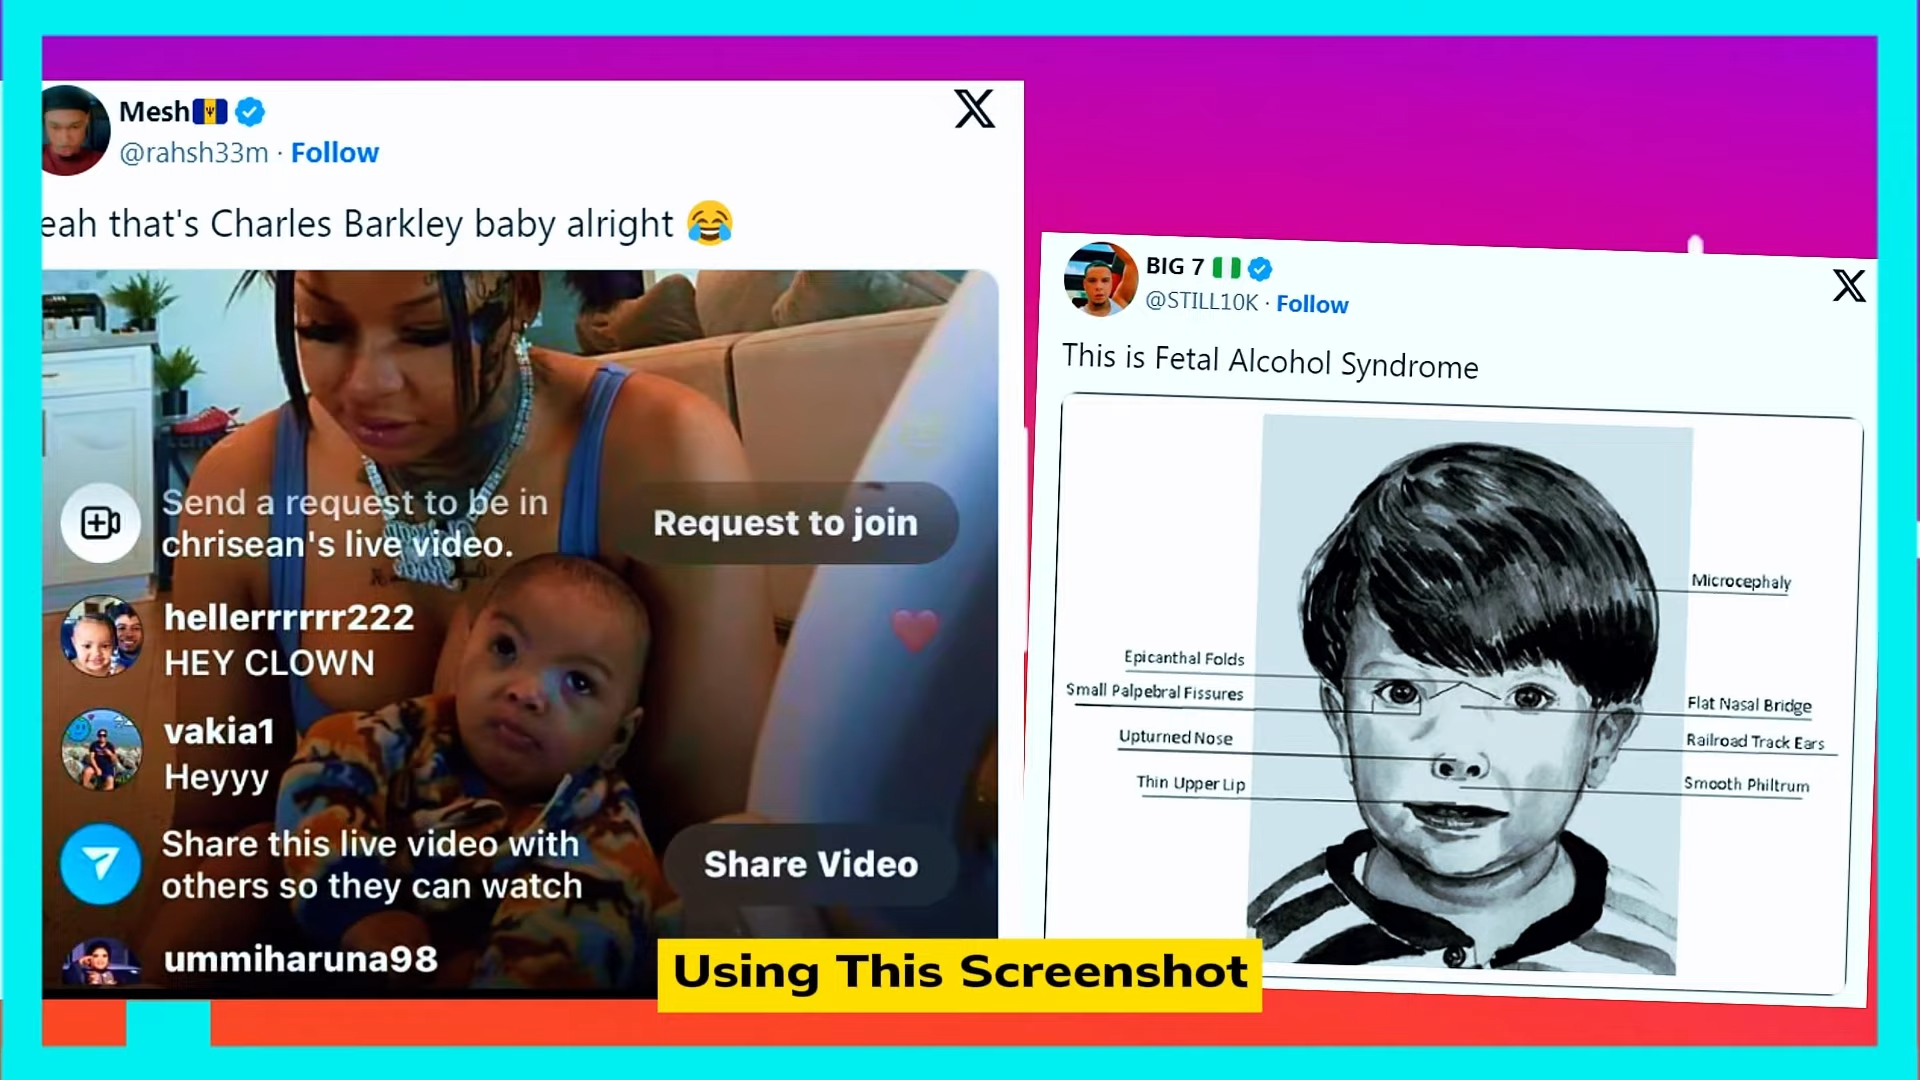 Mesh
@rahsh33m · Follow
eah that's Charles Barkley baby alright 😂
Send a request to be in
chrisean's live video.
Request to join
hellerrrrrr222
HEY CLOWN
vakia1
Heyyy
Share this live video with
others so they can watch
Share Video
ummiharuna98
BIG 7
@STILL10K · Follow
This is Fetal Alcohol Syndrome
Microcephaly
Epicanthal Folds
Small Palpebral Fissures
Flat Nasal Bridge
Upturned Nose
Railroad Track Ears
Thin Upper Lip
Smooth Philtrum
Using This Screenshot